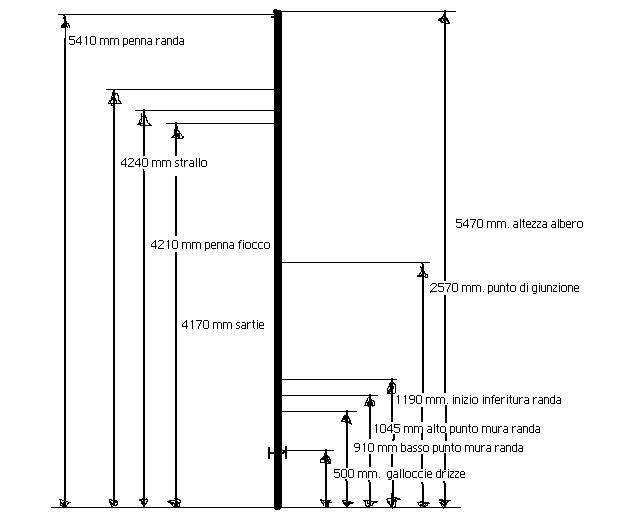 5410 mm penna randa
4240 mm strallo
5470 mm. altezza albero
4210 mm penna fiocco
2570 mm. punto di giunzione
4170 mm sartie
1190 mm. inizio inferitura randa
1045 mm alto punto mura randa
910 mm basso punto mura randa
500 mm. galloccie drizze